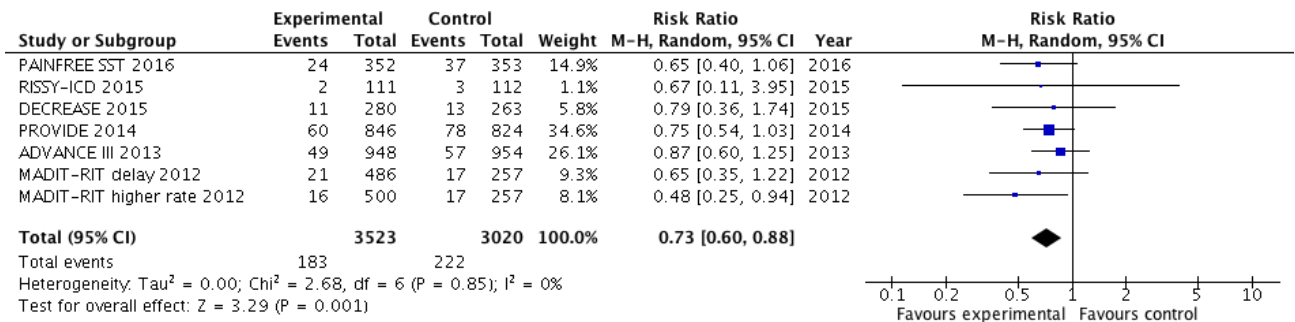 Experimental Control Risk Ratio Risk Ratio
Study or Subgroup Events Total Events Total Weight M-H, Random, 95% CI Year M-H, Random, 95% CI
PAINFREE SST 2016 24 352 37 353 14.9% 0.65 [0.40, 1.06] 2016
RISSY-ICD 2015 2 111 3 112 1.1% 0.67 [0.11, 3.95] 2015
DECREASE 2015 11 280 13 263 5.8% 0.79 [0.36, 1.74] 2015
PROVIDE 2014 60 846 78 824 34.6% 0.75 [0.54, 1.03] 2014
ADVANCE III 2013 49 948 57 954 26.1% 0.87 [0.60, 1.25] 2013
MADIT-RIT delay 2012 21 486 17 257 9.3% 0.65 [0.35, 1.22] 2012
MADIT-RIT higher rate 2012 16 500 17 257 8.1% 0.48 [0.25, 0.94] 2012
Total (95% CI) 3523 3020 100.0% 0.73 [0.60, 0.88]
Total events 183 222
Heterogeneity: Tau² = 0.00; Chi² = 2.68, df = 6 (P = 0.85); I² = 0%
Test for overall effect: Z = 3.29 (P = 0.001)
0.1 0.2 0.5 1 2 5 10
Favours experimental Favours control